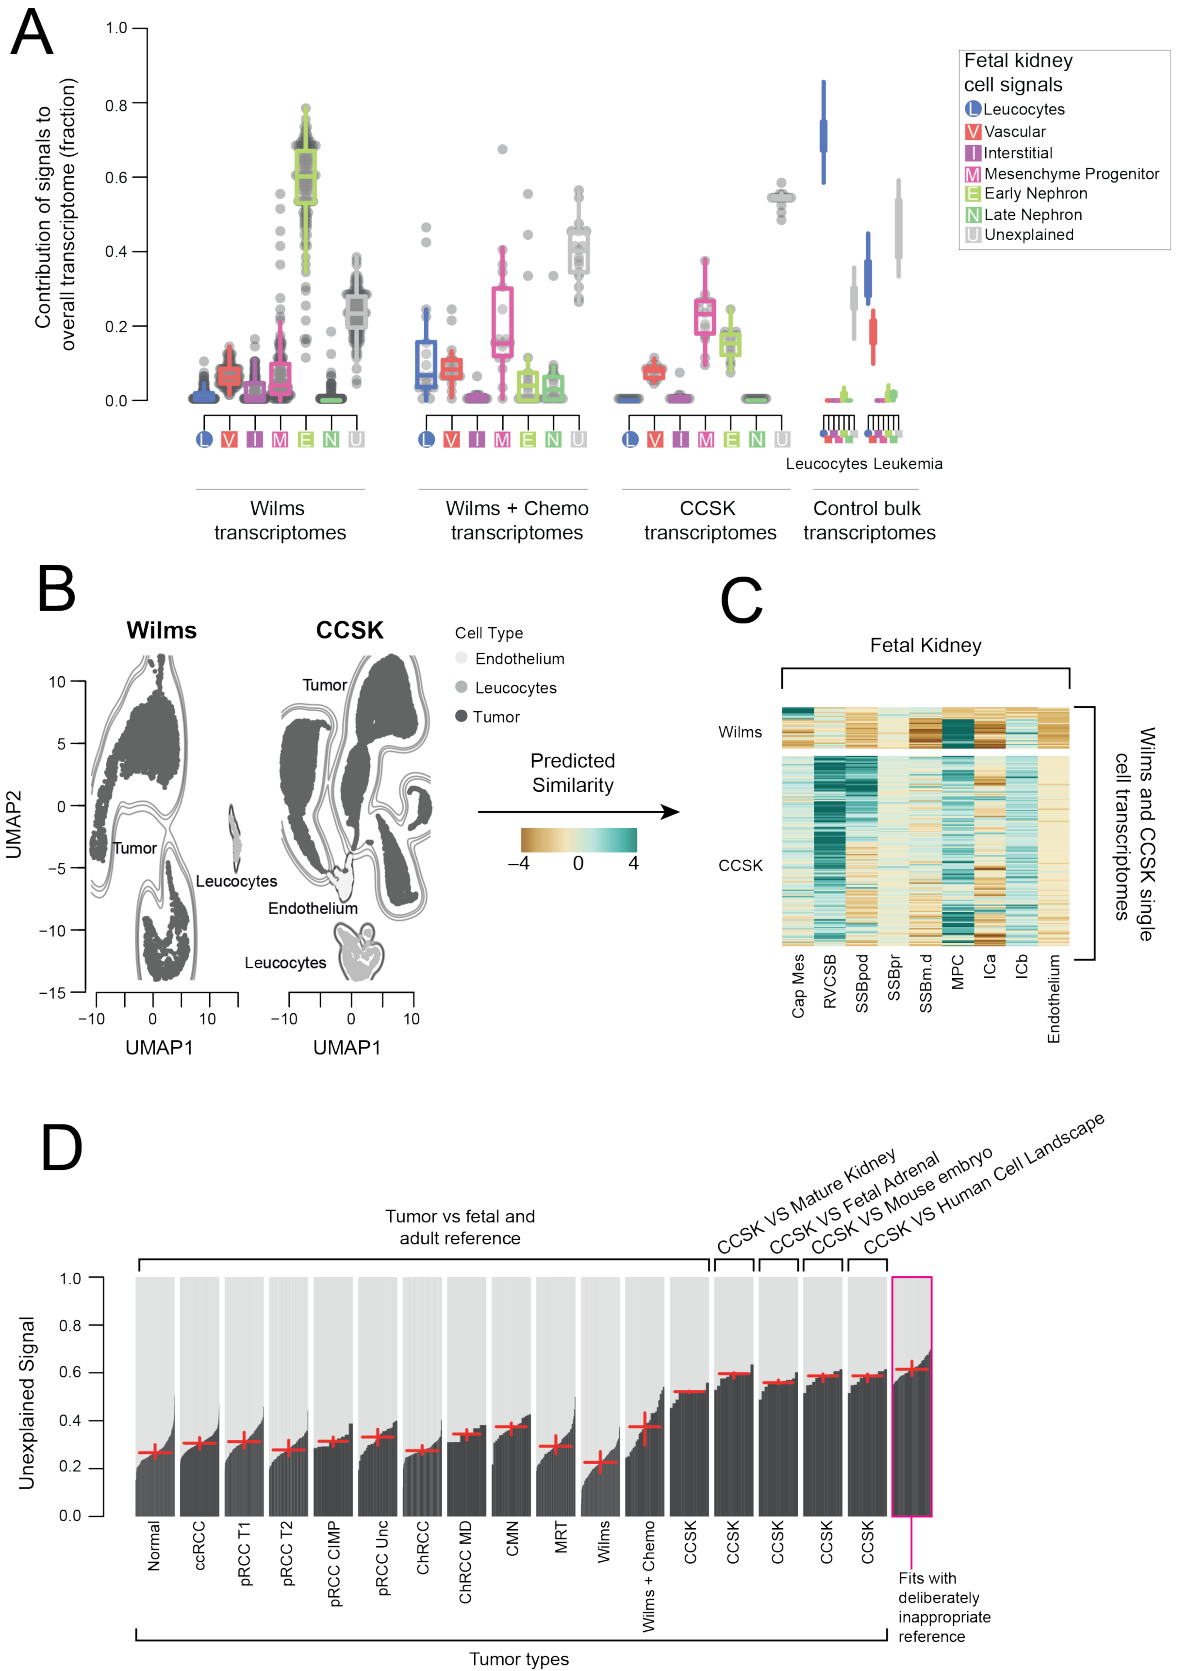 A
1.0
0.8
0.6
0.4
0.2
0.0
Contribution of signals to
overall transcriptome (fraction)
Fetal kidney
cell signals
L Leucocytes
V Vascular
I Interstitial
M Mesenchyme Progenitor
E Early Nephron
N Late Nephron
U Unexplained
L V I M E N U
L V I M E N U
L V I M E N U
Leucocytes Leukemia
Wilms
transcriptomes
Wilms + Chemo
transcriptomes
CCSK
transcriptomes
Control bulk
transcriptomes
B
Wilms
CCSK
Cell Type
Endothelium
Leucocytes
Tumor
10
5
0
−5
−10
−15
UMAP2
Tumor
Leucocytes
Tumor
Endothelium
Leucocytes
−10 0 10
UMAP1
−10 0 10
UMAP1
Predicted
Similarity
−4 0 4
C
Fetal Kidney
Wilms
CCSK
Wilms and CCSK single
cell transcriptomes
Cap Mes
RVCSB
SSBpod
SSBpr
SSBm.d
MPC
ICa
ICb
Endothelium
D
Tumor vs fetal and
adult reference
CCSK VS Mature Kidney
CCSK VS Fetal Adrenal
CCSK VS Mouse embryo
CCSK VS Human Cell Landscape
1.0
0.8
0.6
0.4
0.2
0.0
Unexplained Signal
Normal
ccRCC
pRCC T1
pRCC T2
pRCC CIMP
pRCC Unc
ChRCC
ChRCC MD
CMN
MRT
Wilms
Wilms + Chemo
CCSK
CCSK
CCSK
CCSK
CCSK
Fits with
deliberately
inappropriate
reference
Tumor types